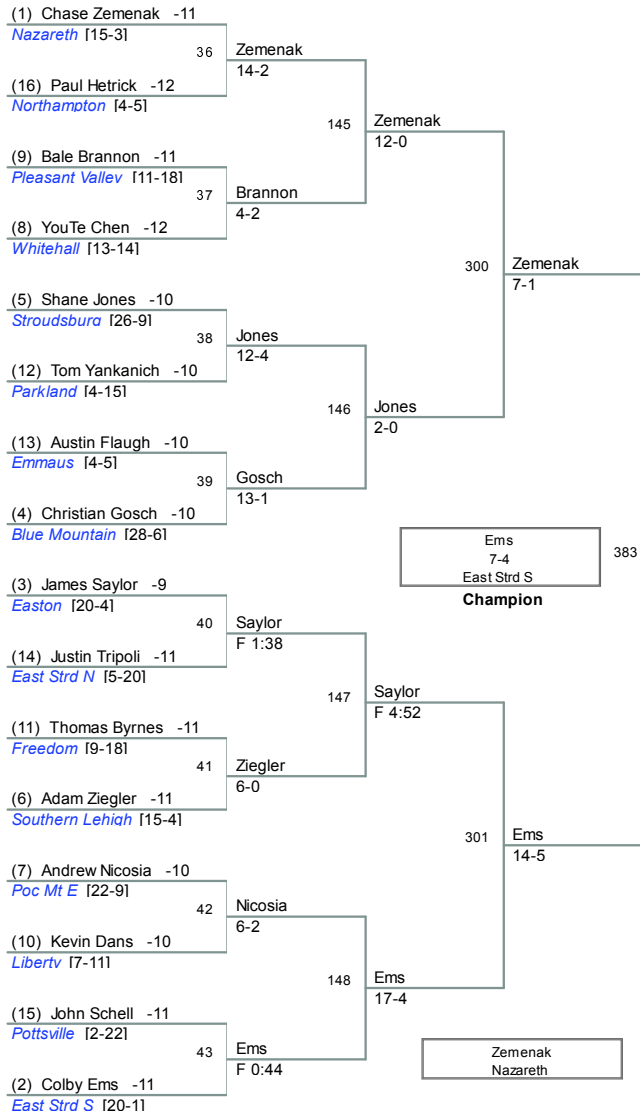 (1) Chase Zemenak -11
Nazareth [15-3]
36
Zemenak
14-2
(16) Paul Hetrick -12
Northampton [4-5]
145
Zemenak
12-0
(9) Bale Brannon -11
Pleasant Valley [11-18]
37
Brannon
4-2
(8) YouTe Chen -12
Whitehall [13-14]
300
Zemenak
7-1
(5) Shane Jones -10
Stroudsburg [26-9]
38
Jones
12-4
(12) Tom Yankanich -10
Parkland [4-15]
146
Jones
2-0
(13) Austin Flaugh -10
Emmaus [4-5]
39
Gosch
13-1
(4) Christian Gosch -10
Blue Mountain [28-6]
Ems
7-4
East Strd S
383
Champion
(3) James Saylor -9
Easton [20-4]
40
Saylor
F 1:38
(14) Justin Tripoli -11
East Strd N [5-20]
147
Saylor
F 4:52
(11) Thomas Byrnes -11
Freedom [9-18]
41
Ziegler
6-0
(6) Adam Ziegler -11
Southern Lehigh [15-4]
301
Ems
14-5
(7) Andrew Nicosia -10
Poc Mt E [22-9]
42
Nicosia
6-2
(10) Kevin Dans -10
Liberty [7-11]
148
Ems
17-4
(15) John Schell -11
Pottsville [2-22]
43
Ems
F 0:44
(2) Colby Ems -11
East Strd S [20-1]
Zemenak
Nazareth